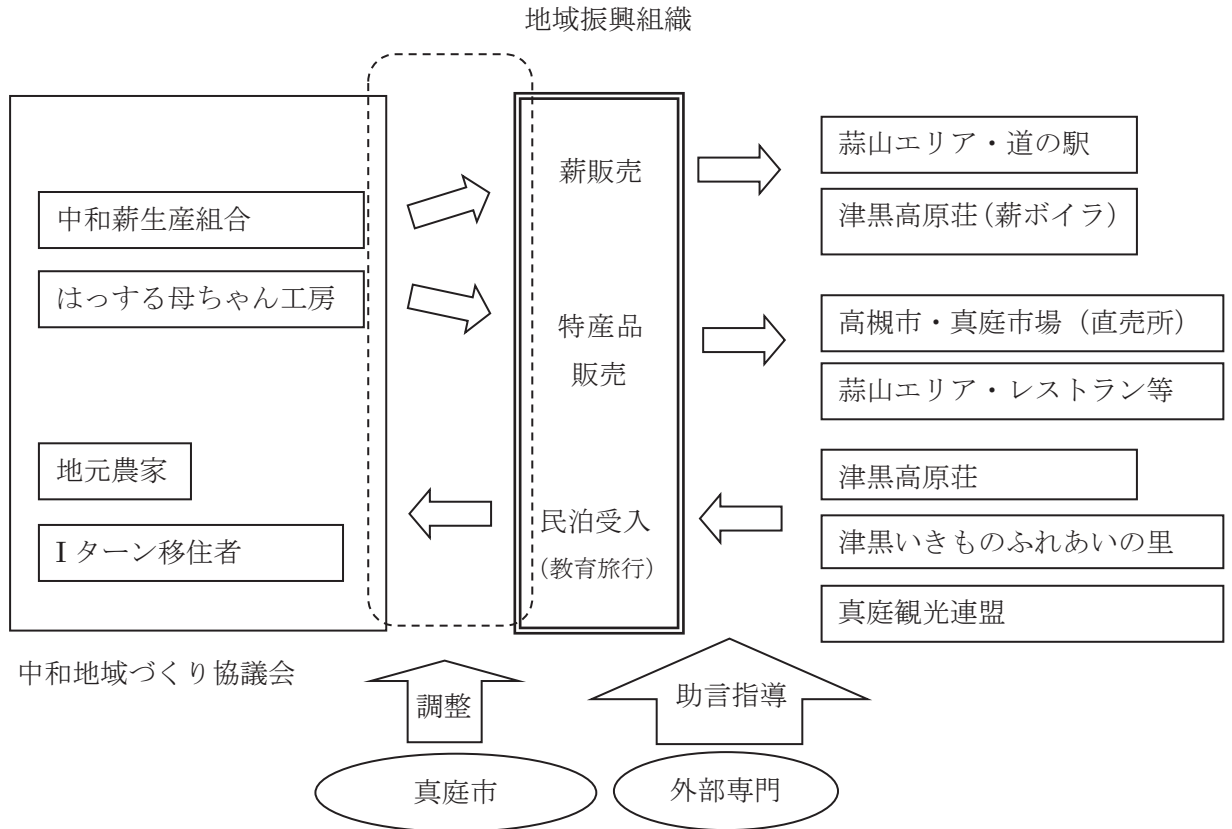 地域振興組織
中和薪生産組合
はっする母ちゃん工房
地元農家
Iターン移住者
中和地域づくり協議会
薪販売
特産品
販売
民泊受入
(教育旅行)
蒜山エリア・道の駅
津黒高原荘(薪ボイラ)
高槻市・真庭市場(直売所)
蒜山エリア・レストラン等
津黒高原荘
津黒いきものふれあいの里
真庭観光連盟
調整
助言指導
真庭市
外部専門